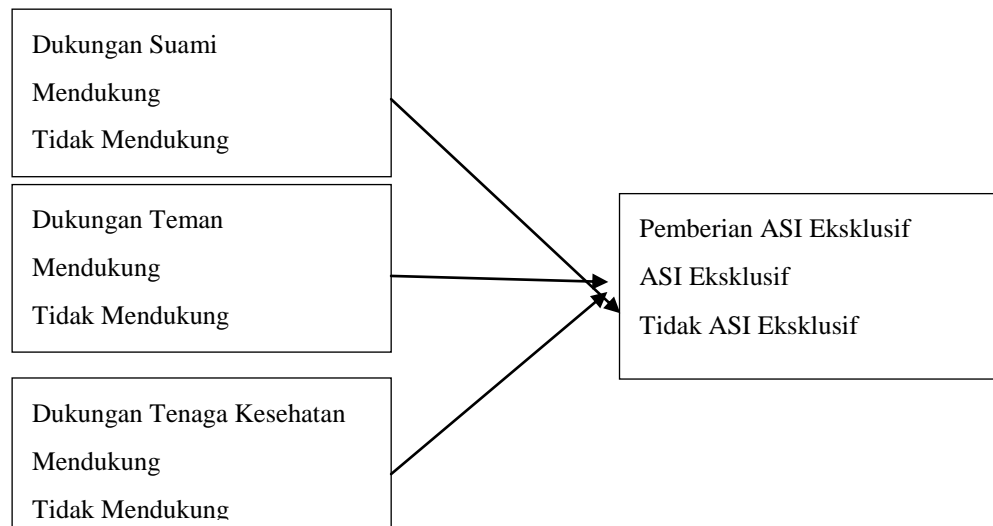 Dukungan Suami
Mendukung
Tidak Mendukung
Dukungan Teman
Mendukung
Tidak Mendukung
Dukungan Tenaga Kesehatan
Mendukung
Tidak Mendukung
Pemberian ASI Eksklusif
ASI Eksklusif
Tidak ASI Eksklusif